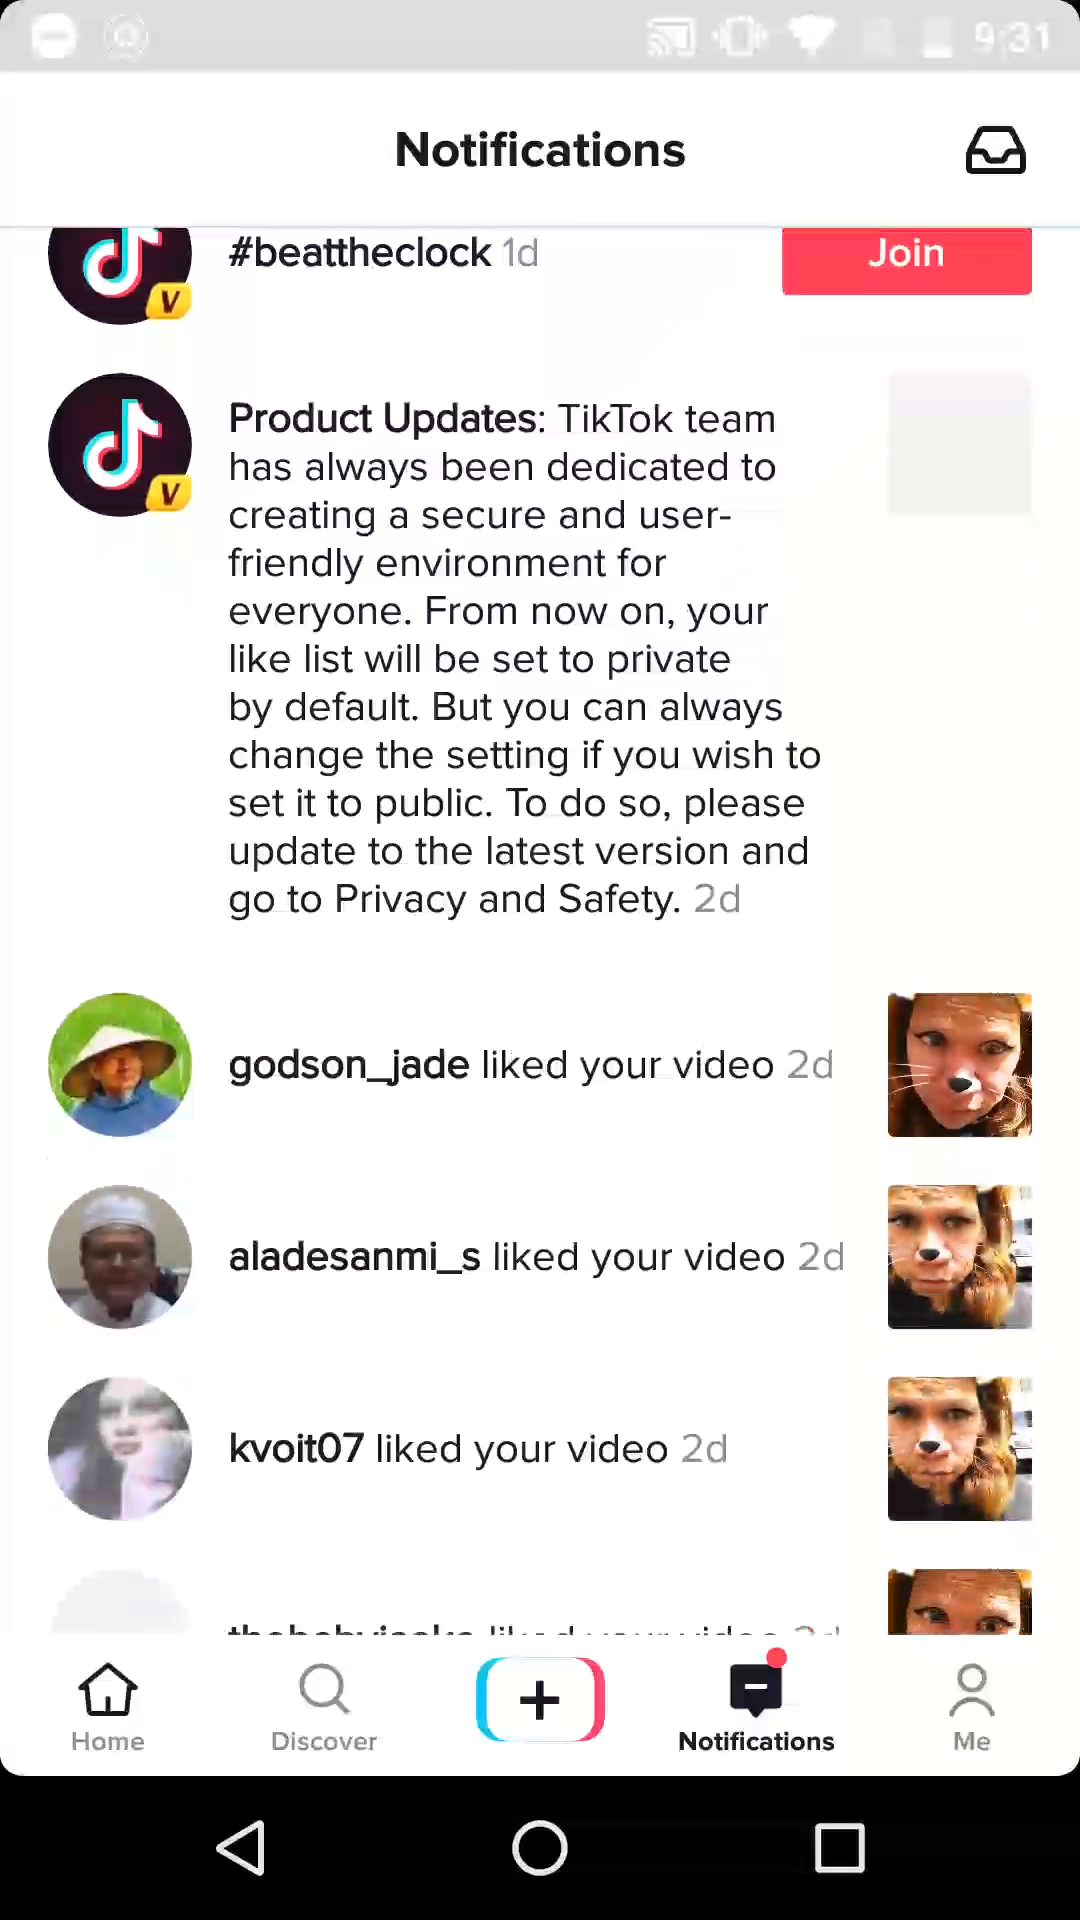 9:31
Notifications
#beattheclock 1d
Join
Product Updates: TikTok team
has always been dedicated to
creating a secure and user-
friendly environment for
everyone. From now on, your
like list will be set to private
by default. But you can always
change the setting if you wish to
set it to public. To do so, please
update to the latest version and
go to Privacy and Safety. 2d
godson_jade liked your video 2d
aladesanmi_s liked your video 2d
kvoit07 liked your video 2d
liked your video 2d
Home
Discover
Notifications
Me